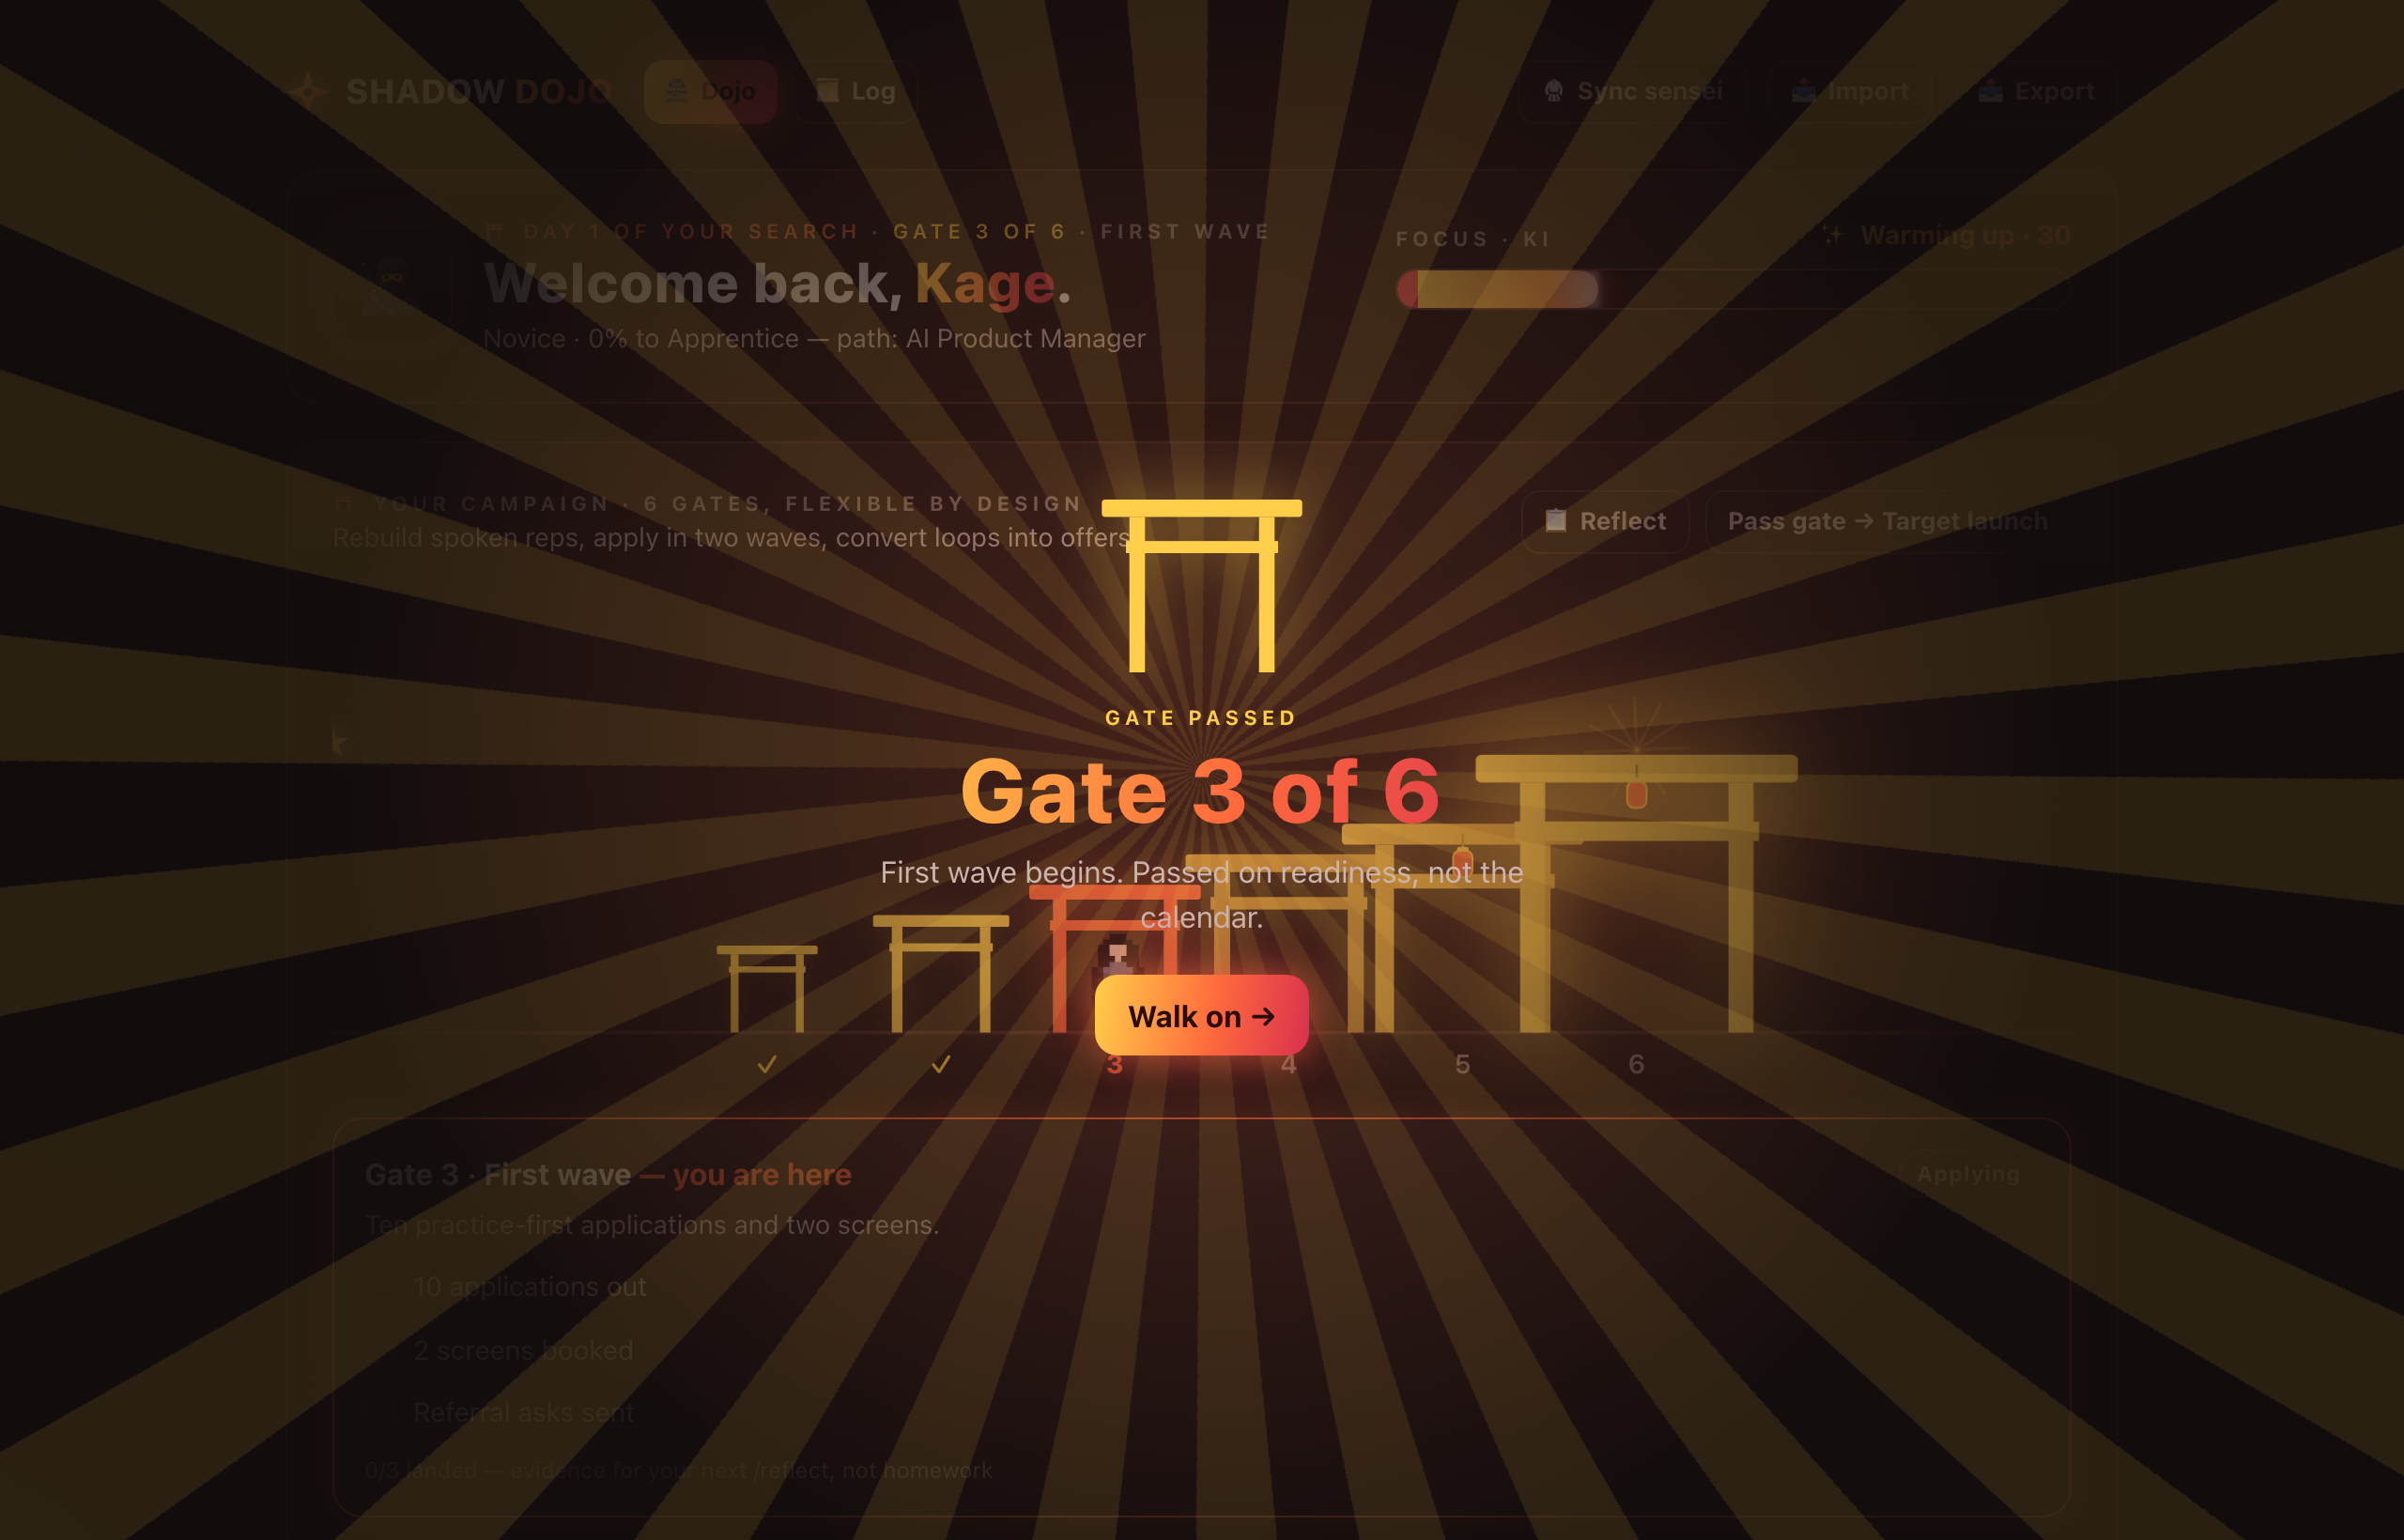 SHADOW DOJO
Dojo
Log
Sync sensei
Import
Export
DAY 1 OF YOUR SEARCH · GATE 3 OF 6 · FIRST WAVE
Welcome back, Kage.
Novice · 0% to Apprentice — path: AI Product Manager
FOCUS · KI
Warming up · 30
YOUR CAMPAIGN · 6 GATES, FLEXIBLE BY DESIGN
Rebuild spoken reps, apply in two waves, convert loops into offers
Reflect
Pass gate → Target launch
GATE PASSED
Gate 3 of 6
First wave begins. Passed on readiness, not the
calendar.
Walk on →
✓ ✓ 3 4 5 6
Gate 3 · First wave — you are here
Applying
Ten practice-first applications and two screens.
10 applications out
2 screens booked
Referral asks sent
0/3 landed — evidence for your next /reflect, not homework